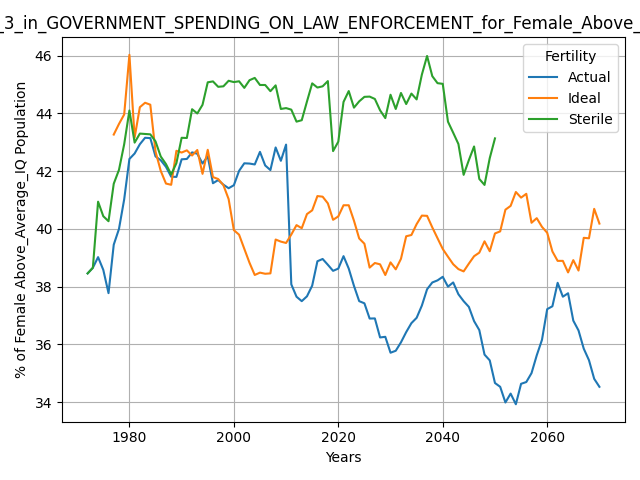 _3_in_GOVERNMENT_SPENDING_ON_LAW_ENFORCEMENT_for_Female_Above_
Fertility
Actual
Ideal
Sterile
% of Female Above_Average_IQ Population
46
44
42
40
38
36
34
1980
2000
2020
2040
2060
Years